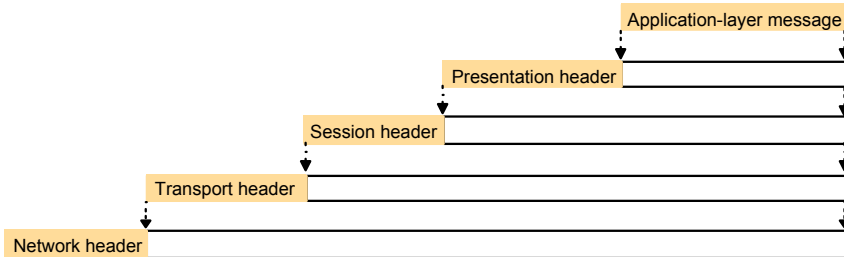 Application-layer message
Presentation header
Session header
Transport header
Network header